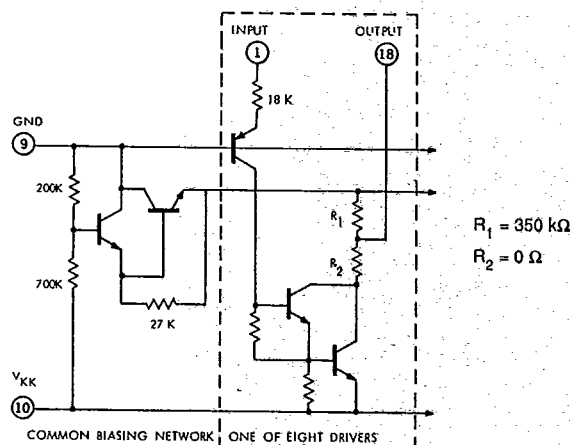 INPUT
OUTPUT
1
18
18 K
GND
9
200K
R1
R1 = 350 kΩ
R2 = 0 Ω
R2
700K
27 K
VKK
10
COMMON BIASING NETWORK
ONE OF EIGHT DRIVERS